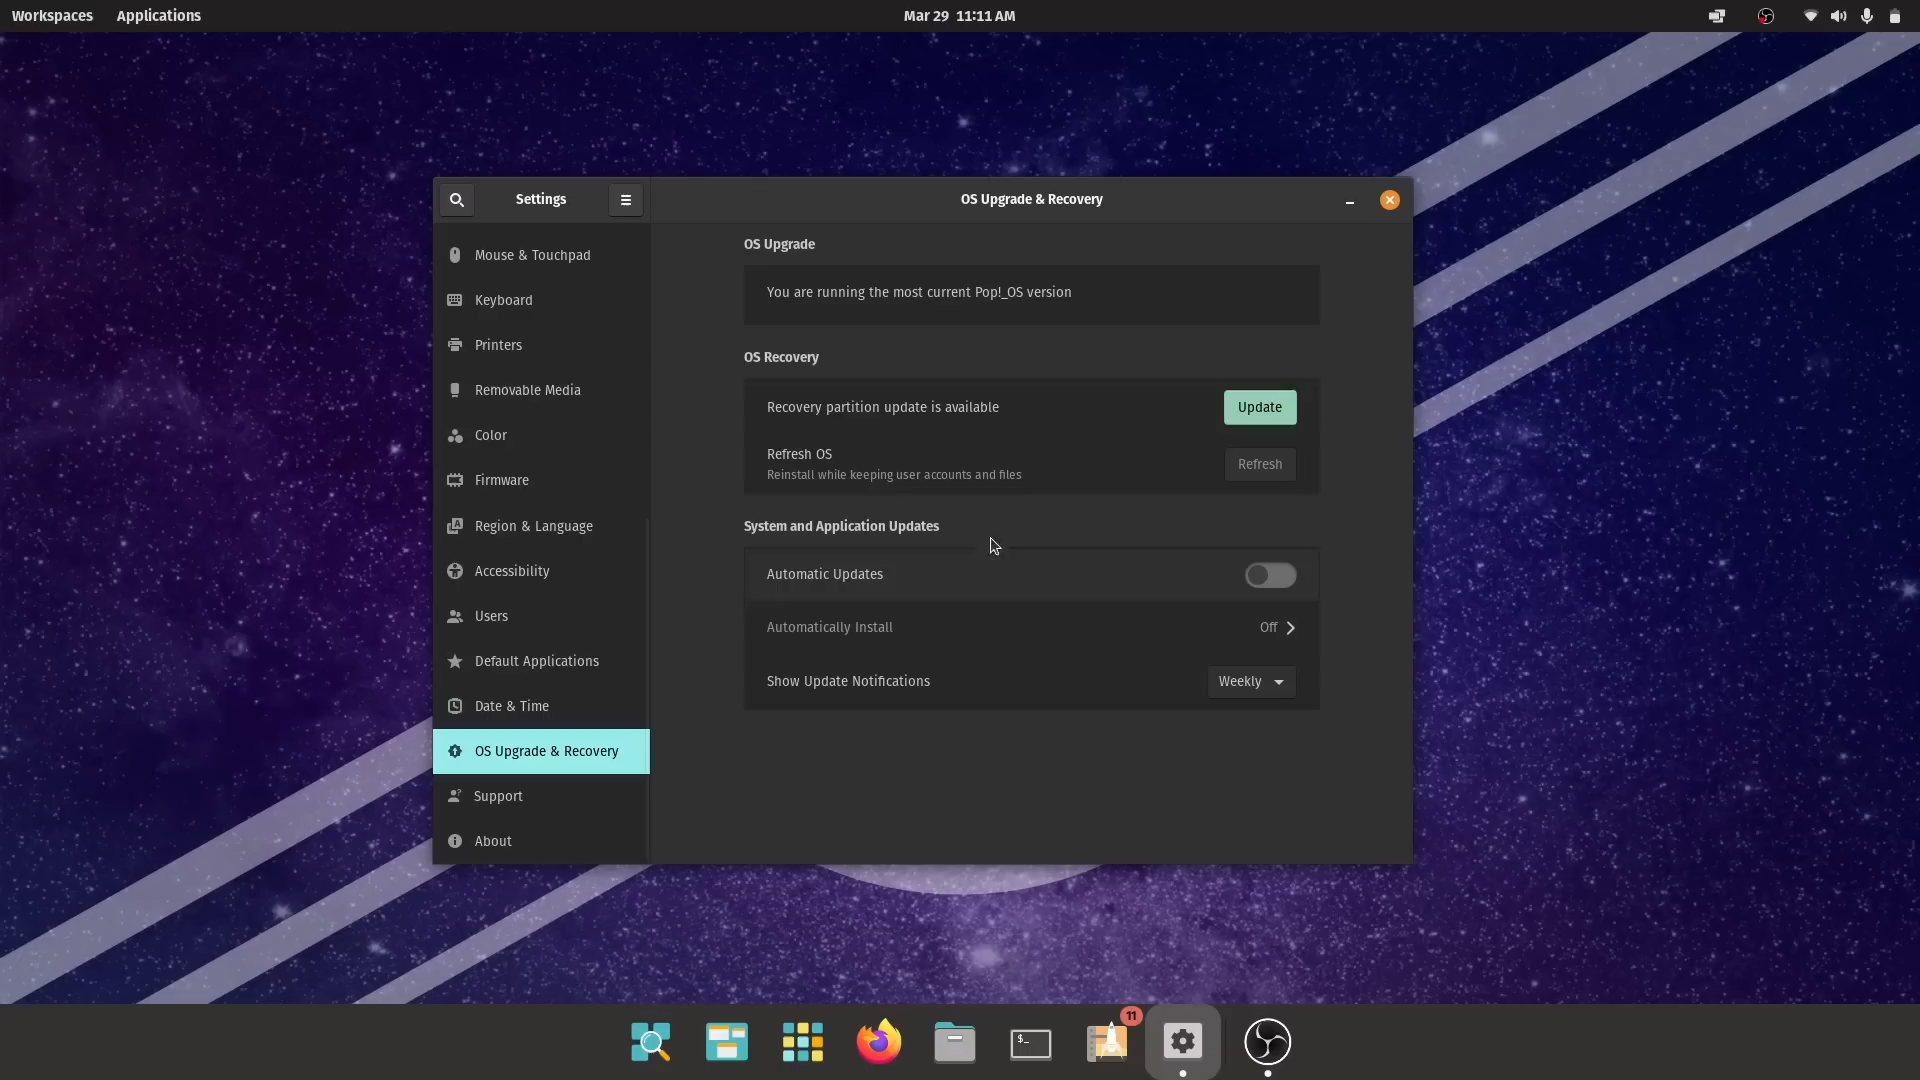 Workspaces Applications Mar 29 11:11 AM
Settings OS Upgrade & Recovery
Mouse & Touchpad
Keyboard
Printers
Removable Media
Color
Firmware
Region & Language
Accessibility
Users
Default Applications
Date & Time
OS Upgrade & Recovery
Support
About
OS Upgrade
You are running the most current Pop!_OS version
OS Recovery
Recovery partition update is available Update
Refresh OS
Reinstall while keeping user accounts and files Refresh
System and Application Updates
Automatic Updates
Automatically Install Off
Show Update Notifications Weekly
$_
11